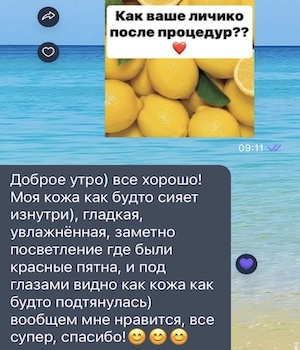 Как ваше личико
после процедур??
❤️
09:11
Доброе утро) все хорошо!
Моя кожа как будто сияет
изнутри), гладкая,
увлажнённая, заметно
посветление где были
красные пятна, и под
глазами видно как кожа как
будто подтянулась)
вообщем мне нравится, все
супер, спасибо!😊😊😊